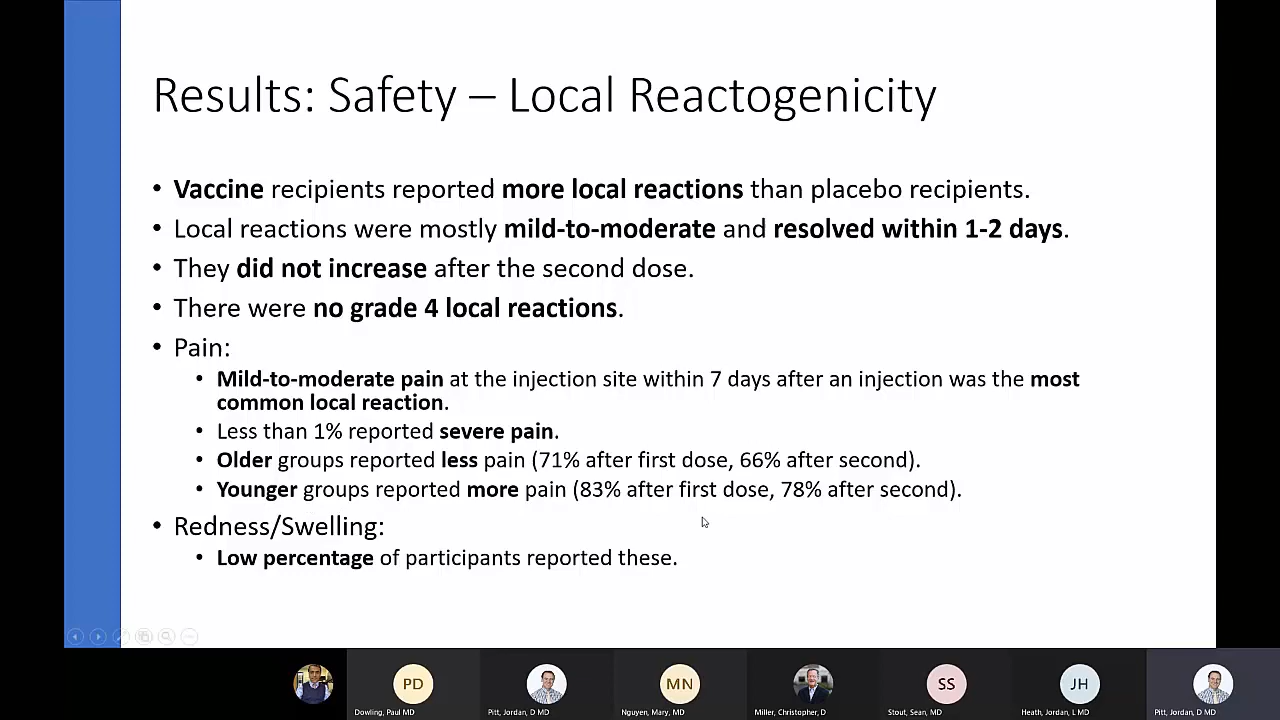 Results: Safety – Local Reactogenicity
• Vaccine recipients reported more local reactions than placebo recipients.
• Local reactions were mostly mild-to-moderate and resolved within 1-2 days.
• They did not increase after the second dose.
• There were no grade 4 local reactions.
• Pain:
• Mild-to-moderate pain at the injection site within 7 days after an injection was the most
common local reaction.
• Less than 1% reported severe pain.
• Older groups reported less pain (71% after first dose, 66% after second).
• Younger groups reported more pain (83% after first dose, 78% after second).
• Redness/Swelling:
• Low percentage of participants reported these.
PD
MN
SS
JH
Dowling, Paul MD
Pitt, Jordan, D MD
Nguyen, Mary, MD
Miller, Christopher, D
Stout, Sean, MD
Heath, Jordan, L MD
Pitt, Jordan, D MD